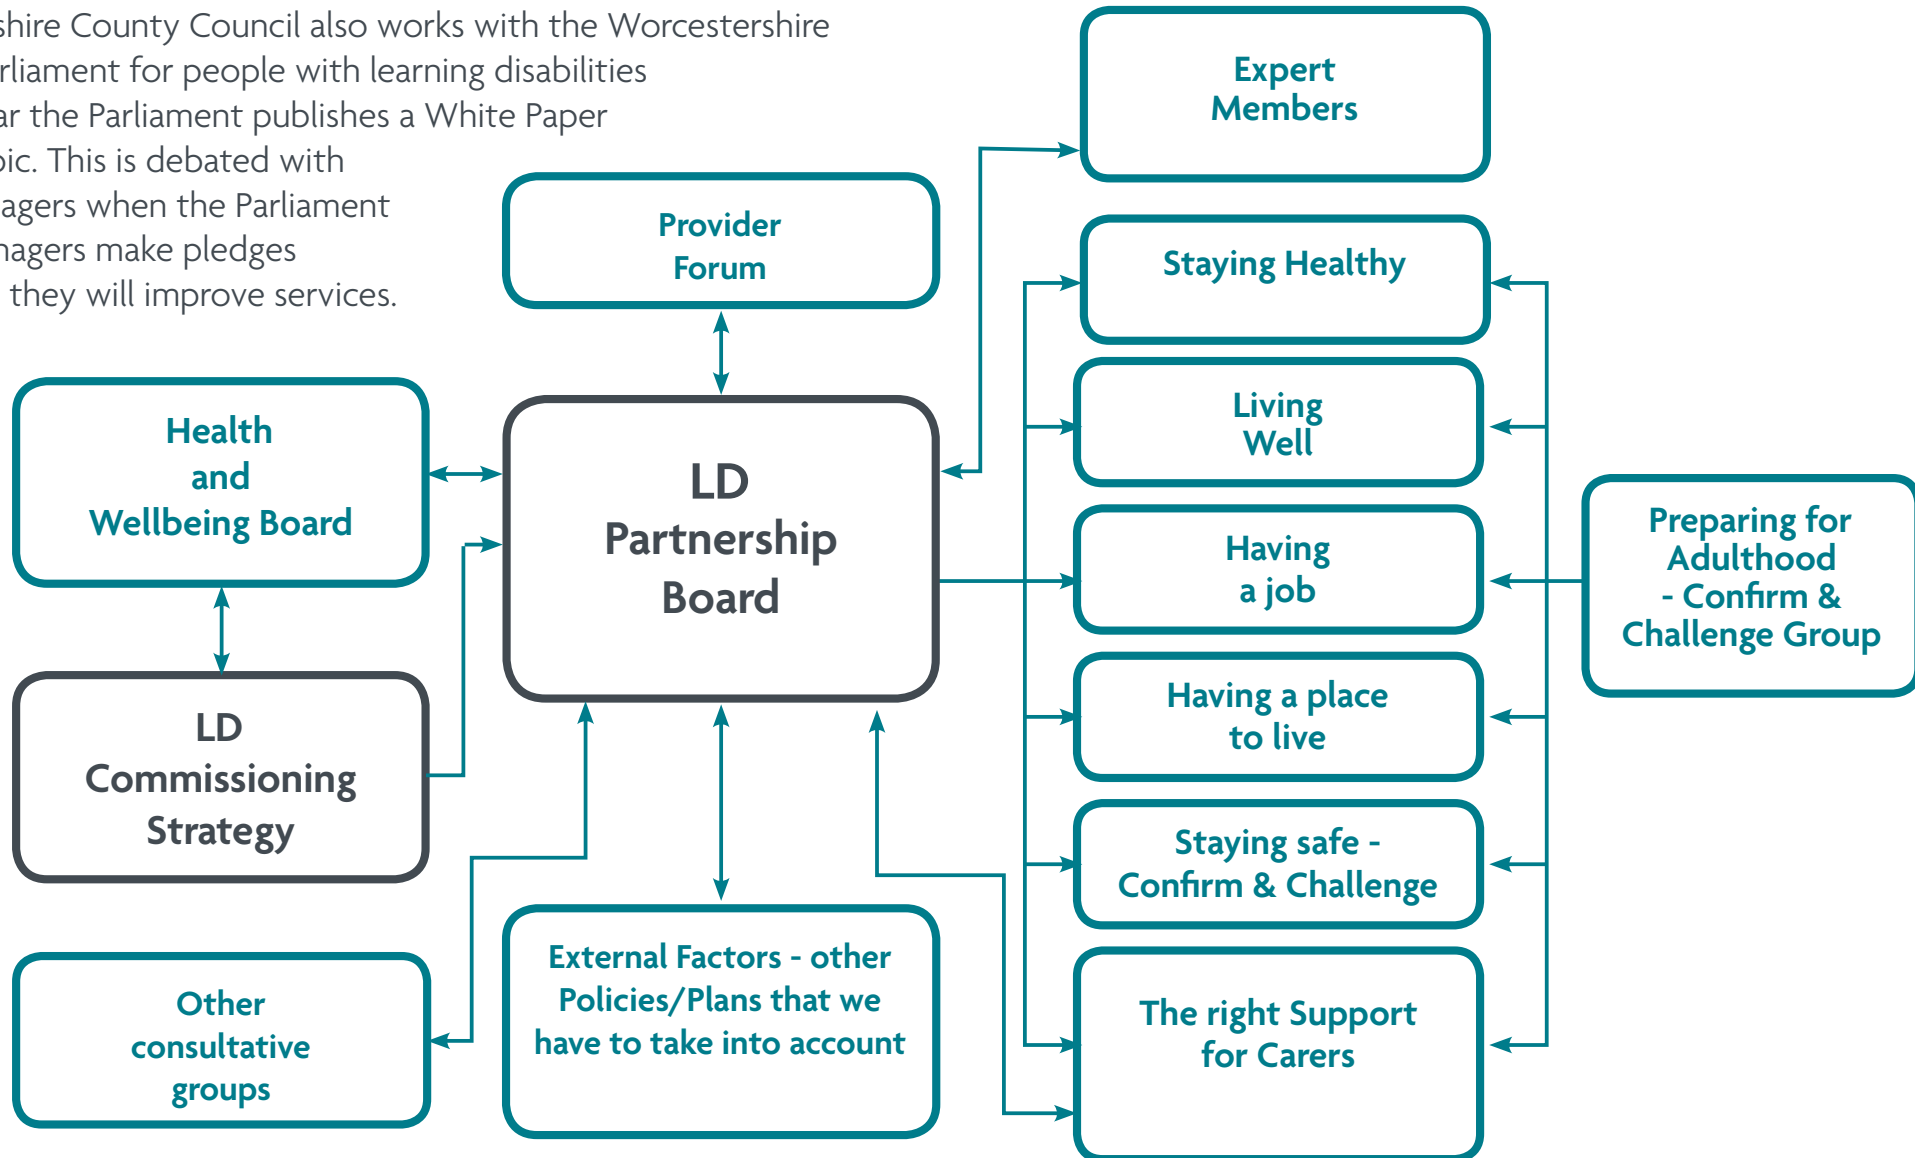 shire County Council also works with the Worcestershire
rliament for people with learning disabilities
ar the Parliament publishes a White Paper
pic. This is debated with
agers when the Parliament
nagers make pledges
they will improve services.
Expert
Members
Provider
Forum
Staying Healthy
Living
Well
Health
and
Wellbeing Board
LD
Partnership
Board
Having
a job
Preparing for
Adulthood
- Confirm &
Challenge Group
Having a place
to live
LD
Commissioning
Strategy
Staying safe -
Confirm & Challenge
Other
consultative
groups
External Factors - other
Policies/Plans that we
have to take into account
The right Support
for Carers